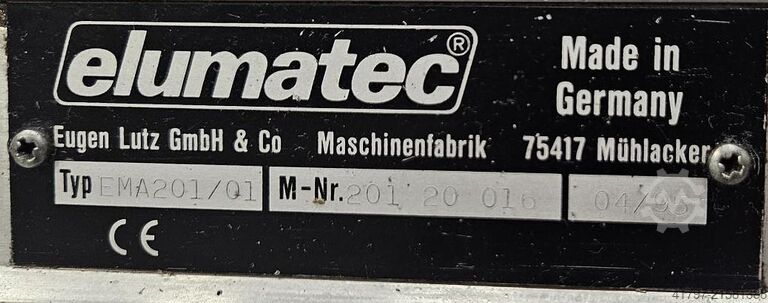 elumatec®
Made in
Germany
Eugen Lutz GmbH & Co Maschinenfabrik 75417 Mühlacker
Typ EMA201/01 M-Nr. 201 20 016
CE